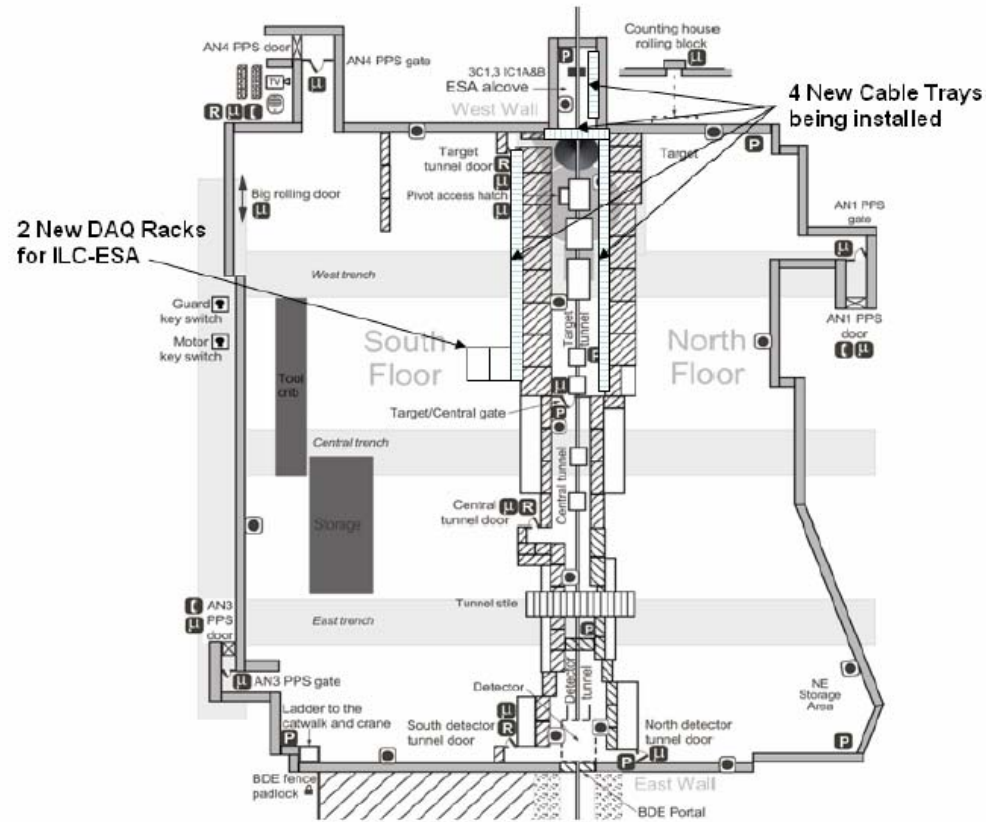 AN4 PPS door
AN4 PPS gate
TV
R µ
µ
P
3C1,3 IC1A&B
ESA alcove
West Wall
Counting house
rolling block
µ
4 New Cable Trays
being installed
Target
tunnel door
R
µ
Pivot access hatch
µ
Target
P
Big rolling door
µ
AN1 PPS
gate
µ
2 New DAQ Racks
for ILC-ESA
West trench
Guard
key switch
Motor
key switch
AN1 PPS
door
µ
South
Floor
North
Floor
Target
tunnel
P
Tool
crib
µ
Target/Central gate
P
Central trench
Central tunnel
Central
tunnel door
µ R
Storage
Tunnel stile
AN3
PPS
door
µ
East trench
P
µ AN3 PPS gate
Detector
Detector
tunnel
NE
Storage
Area
Ladder to the
catwalk and crane
P
µ
R
South detector
tunnel door
North detector
tunnel door
µ
P
P
BDE fence
padlock
East Wall
BDE Portal